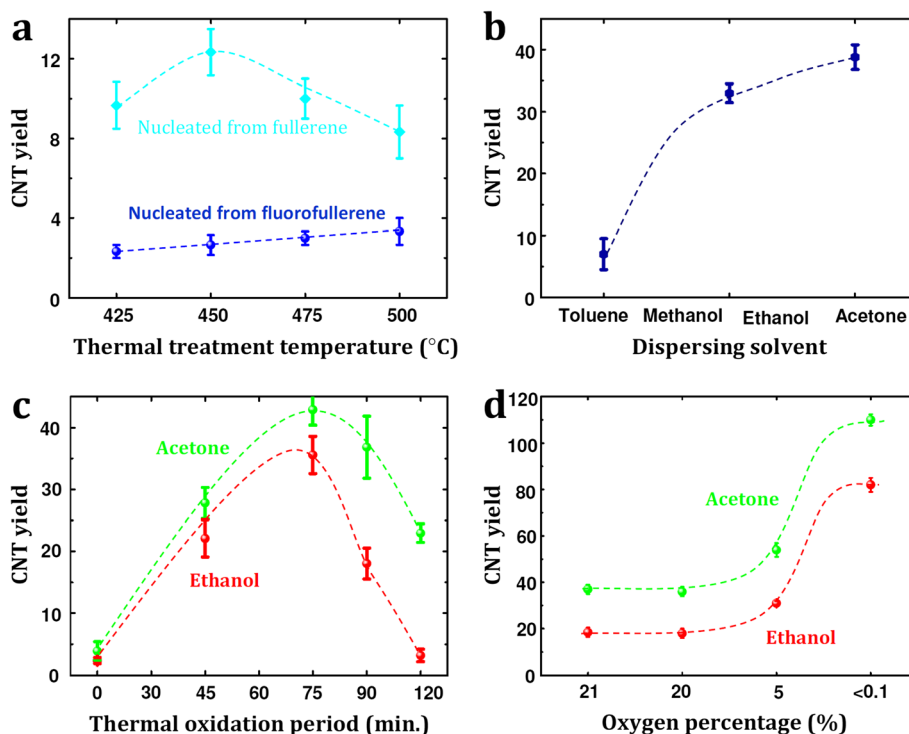 a
CNT yield
12
8
4
0
Nucleated from fullerene
Nucleated from fluorofullerene
425 450 475 500
Thermal treatment temperature (°C)
b
CNT yield
40
30
20
10
0
Toluene Methanol Ethanol Acetone
Dispersing solvent
c
CNT yield
40
30
20
10
0
Acetone
Ethanol
0 30 45 60 75 90 120
Thermal oxidation period (min.)
d
CNT yield
120
100
80
60
40
20
0
Acetone
Ethanol
21 20 5 <0.1
Oxygen percentage (%)